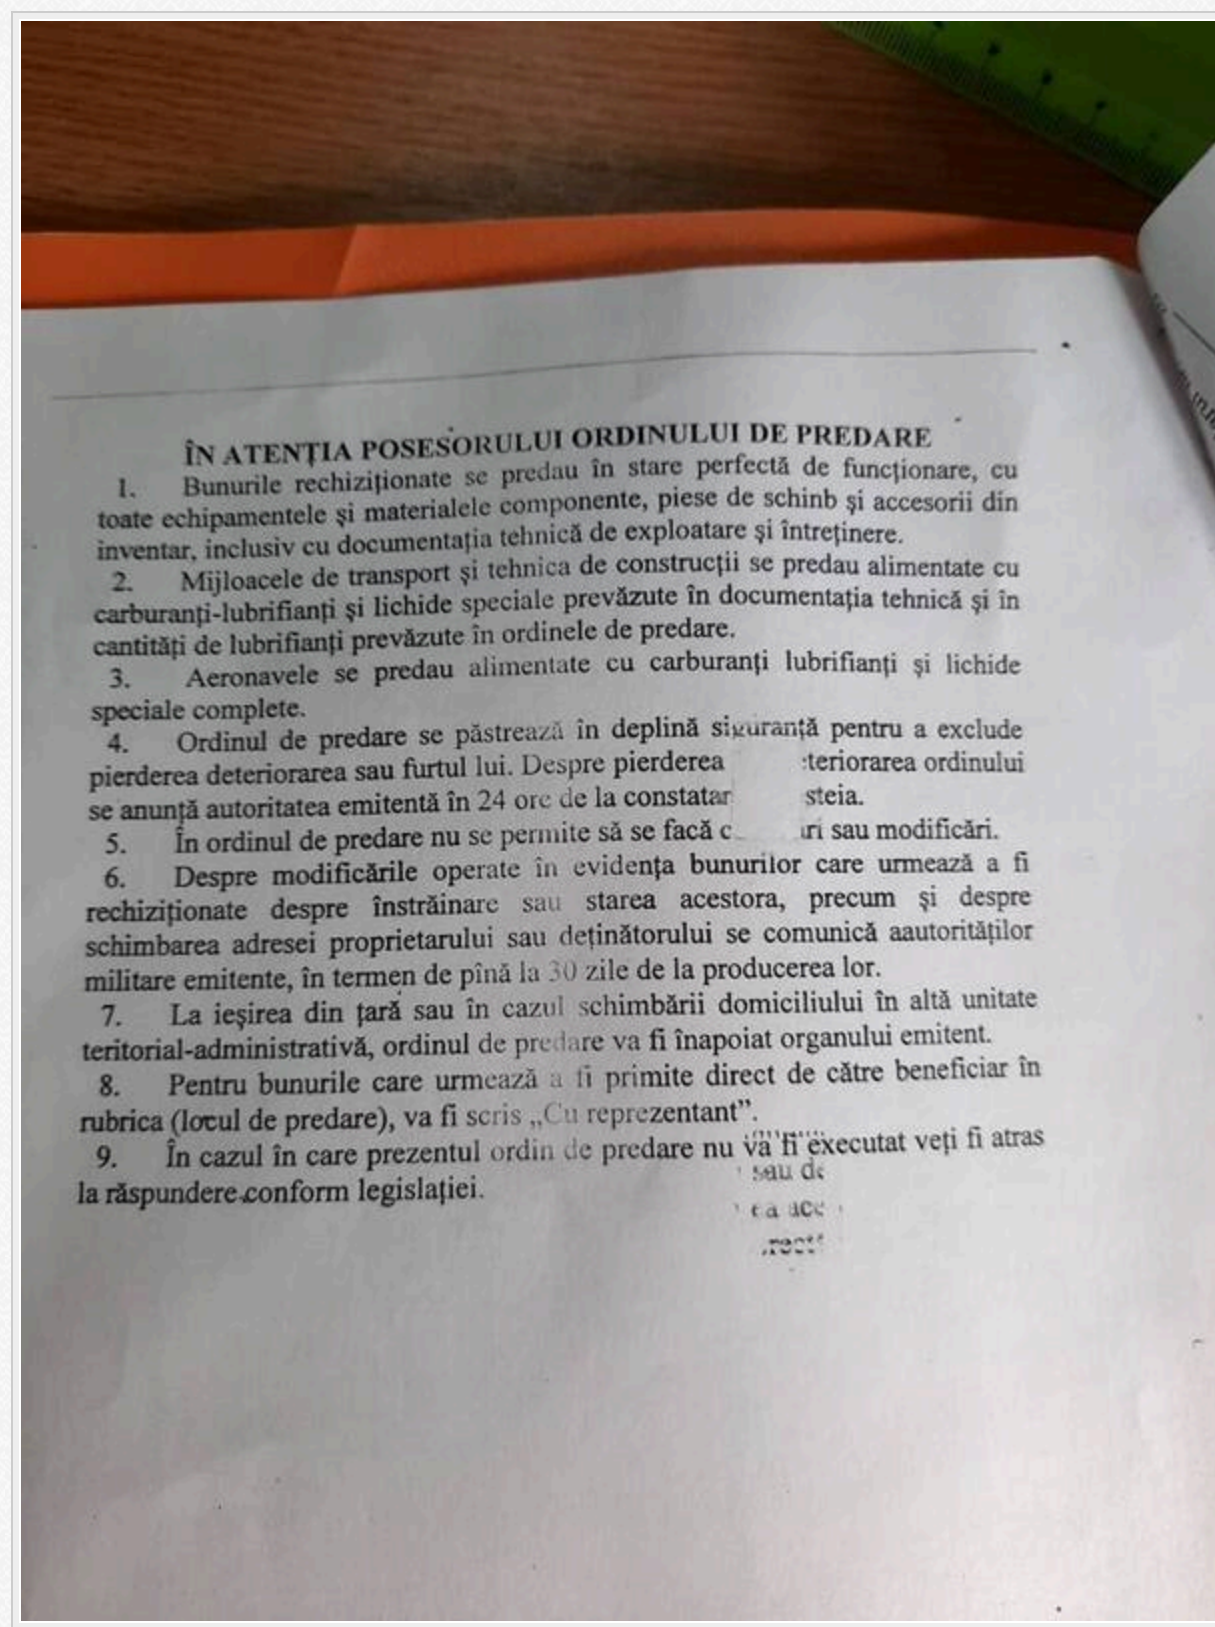 ÎN ATENȚIA POSESORULUI ORDINULUI DE PREDARE
1. Bunurile rechiziționate se predau în stare perfectă de funcționare, cu
toate echipamentele și materialele componente, piese de schinb și accesorii din
inventar, inclusiv cu documentația tehnică de exploatare și întreținere.
2. Mijloacele de transport și tehnica de construcții se predau alimentate cu
carburanți-lubrifianți și lichide speciale prevăzute în documentația tehnică și în
cantități de lubrifianți prevăzute în ordinele de predare.
3. Aeronavele se predau alimentate cu carburanți lubrifianți și lichide
speciale complete.
4. Ordinul de predare se păstrează în deplină siguranță pentru a exclude
pierderea deteriorarea sau furtul lui. Despre pierderea ordinului
se anunță autoritatea emitentă în 24 ore de la
5. În ordinul de predare nu se permite să se facă sau modificări.
6. Despre modificările operate în evidența bunurilor care urmează a fi
rechiziționate despre înstrăinare sau starea acestora, precum și despre
schimbarea adresei proprietarului sau deținătorului se comunică aautorităților
militare emitente, în termen de pînă la 30 zile de la producerea lor.
7. La ieșirea din țară sau în cazul schimbării domiciliului în altă unitate
teritorial-administrativă, ordinul de predare va fi înapoiat organului emitent.
8. Pentru bunurile care urmează a fi primite direct de către beneficiar în
rubrica (locul de predare), va fi scris „Cu reprezentant”.
9. În cazul în care prezentul ordin de predare nu va fi executat veți fi atras
la răspundere conform legislației.
sau